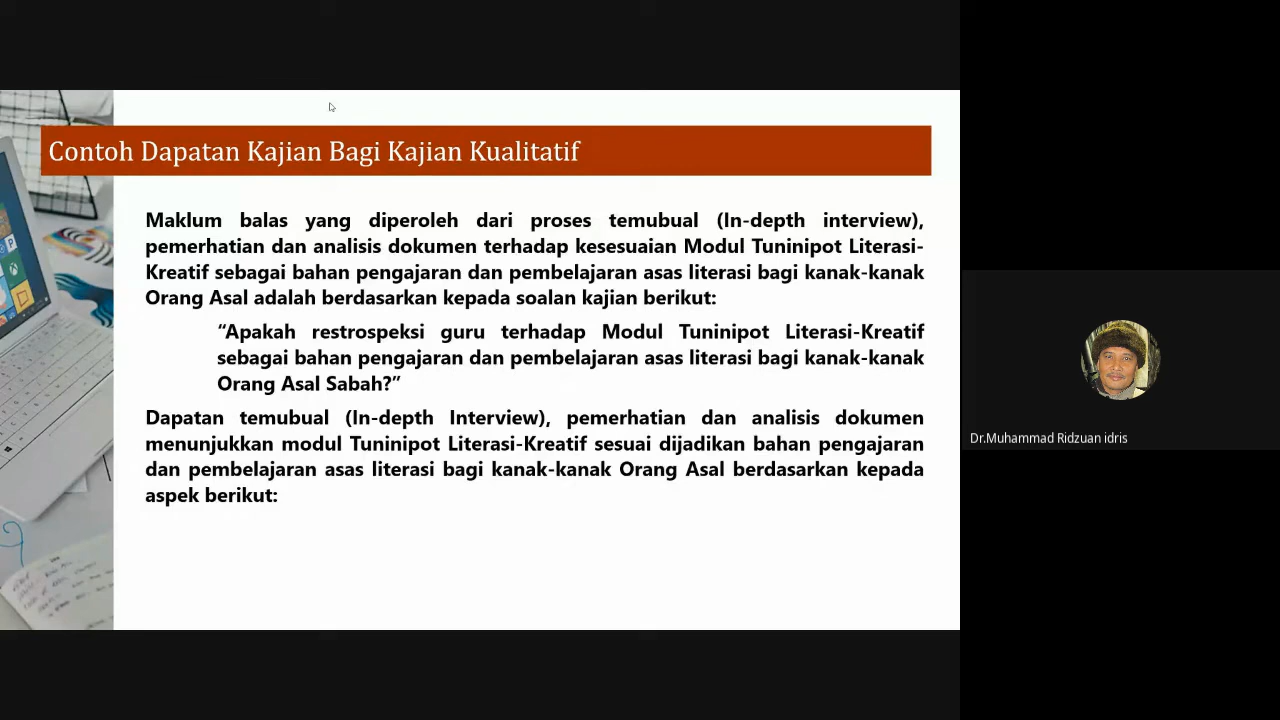 Contoh Dapatan Kajian Bagi Kajian Kualitatif
Maklum balas yang diperoleh dari proses temubual (In-depth interview),
pemerhatian dan analisis dokumen terhadap kesesuaian Modul Tuninipot Literasi-
Kreatif sebagai bahan pengajaran dan pembelajaran asas literasi bagi kanak-kanak
Orang Asal adalah berdasarkan kepada soalan kajian berikut:
“Apakah restrospeksi guru terhadap Modul Tuninipot Literasi-Kreatif
sebagai bahan pengajaran dan pembelajaran asas literasi bagi kanak-kanak
Orang Asal Sabah?”
Dapatan temubual (In-depth Interview), pemerhatian dan analisis dokumen
menunjukkan modul Tuninipot Literasi-Kreatif sesuai dijadikan bahan pengajaran
dan pembelajaran asas literasi bagi kanak-kanak Orang Asal berdasarkan kepada
aspek berikut:
Dr.Muhammad Ridzuan idris